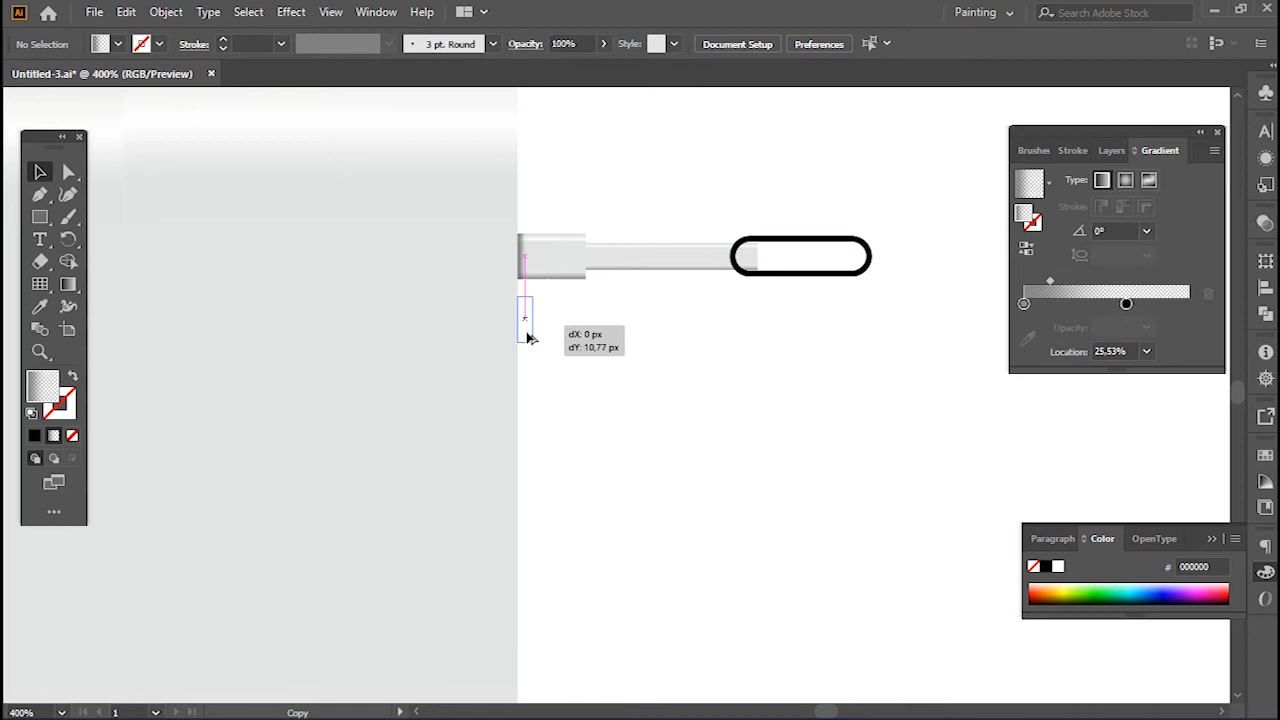 Ai File Edit Object Type Select Effect View Window Help Painting Search Adobe Stock
No Selection Stroke: 3 pt. Round Opacity: 100% Style: Document Setup Preferences
Untitled-3.ai* @ 400% (RGB/Preview)
Brushes Stroke Layers Gradient
Type:
Stroke:
0°
Opacity:
Location: 25,53%
dX: 0 px
dY: 10,77 px
Paragraph Color OpenType
# 000000
400% 1 Copy